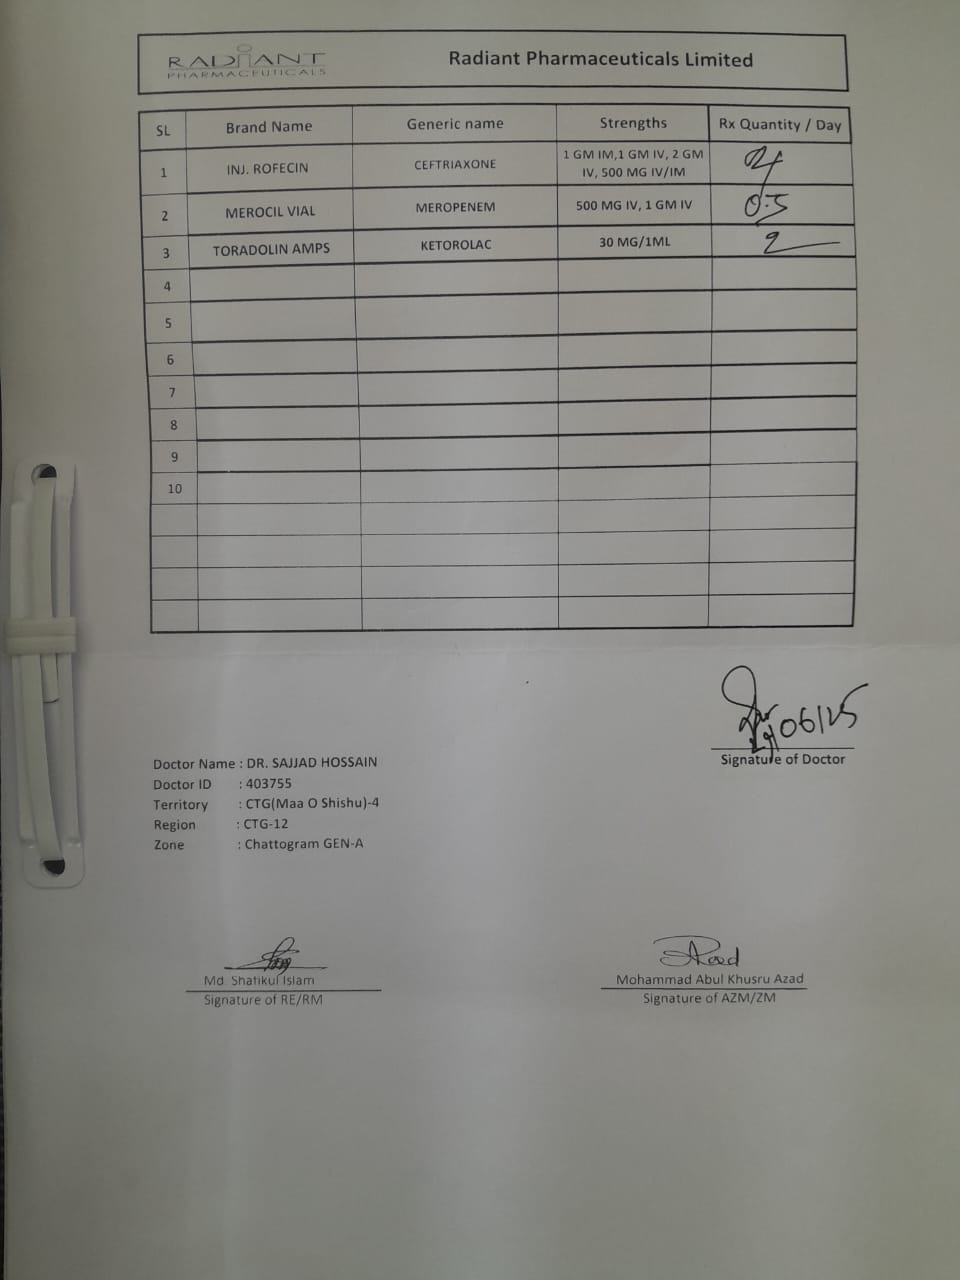 RADIANT
PHARMACEUTICALS
Radiant Pharmaceuticals Limited
SL Brand Name Generic name Strengths Rx Quantity / Day
1 INJ. ROFECIN CEFTRIAXONE 1 GM IM,1 GM IV, 2 GM IV, 500 MG IV/IM
2 MEROCIL VIAL MEROPENEM 500 MG IV, 1 GM IV 0.5
3 TORADOLIN AMPS KETOROLAC 30 MG/1ML 2
4
5
6
7
8
9
10
06/25
Signature of Doctor
Doctor Name : DR. SAJJAD HOSSAIN
Doctor ID : 403755
Territory : CTG(Maa O Shishu)-4
Region : CTG-12
Zone : Chattogram GEN-A
Azad
Md. Shafikul Islam
Mohammad Abul Khusru Azad
Signature of RE/RM
Signature of AZM/ZM